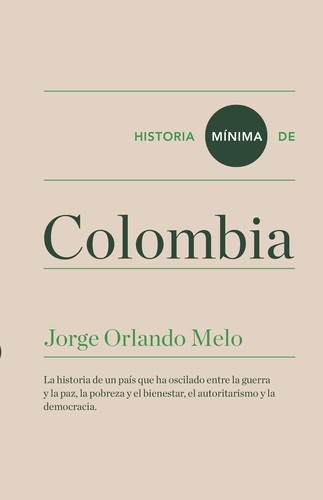 HISTORIA MÍNIMA DE
Colombia
Jorge Orlando Melo
La historia de un país que ha oscilado entre la guerra
y la paz, la pobreza y el bienestar, el autoritarismo y la
democracia.